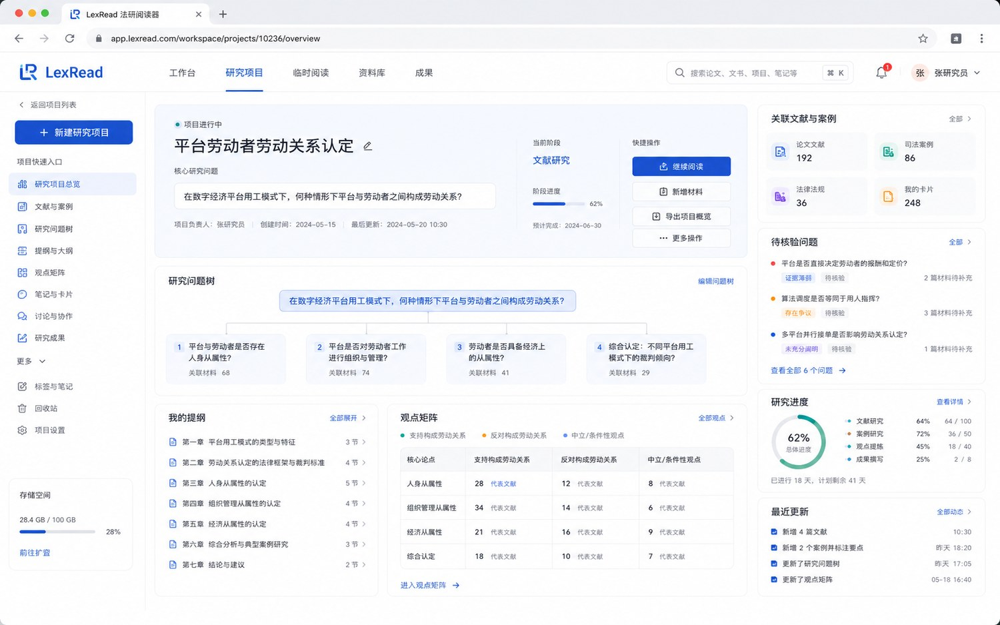 LexRead 法研阅读器
app.lexread.com/workspace/projects/10236/overview
LexRead
工作台
研究项目
临时阅读
资料库
成果
搜索论文、文书、项目、笔记等
⌘ K
1
张
张研究员
返回项目列表
+ 新建研究项目
项目快速入口
研究项目总览
文献与案例
研究问题树
提纲与大纲
观点矩阵
笔记与卡片
讨论与协作
研究成果
更多
标签与笔记
回收站
项目设置
存储空间
28.4 GB / 100 GB
28%
前往扩容
项目进行中
平台劳动者劳动关系认定
核心研究问题
在数字经济平台用工模式下，何种情形下平台与劳动者之间构成劳动关系？
项目负责人：张研究员
创建时间：2024-05-15
最后更新：2024-05-20 10:30
当前阶段
文献研究
阶段进度
62%
预计完成：2024-06-30
快捷操作
继续阅读
新增材料
导出项目概览
更多操作
研究问题树
编辑问题树
在数字经济平台用工模式下，何种情形下平台与劳动者之间构成劳动关系？
1 平台与劳动者是否存在
人身从属性？
关联材料 68
2 平台是否对劳动者工作
进行组织与管理？
关联材料 74
3 劳动者是否具备经济上
的从属性？
关联材料 41
4 综合认定：不同平台用工
模式下的裁判倾向？
关联材料 29
我的提纲
全部展开
第一章 平台用工模式的类型与特征 3 节
第二章 劳动关系认定的法律框架与裁判标准 4 节
第三章 人身从属性的认定 5 节
第四章 组织管理从属性的认定 4 节
第五章 经济从属性的认定 4 节
第六章 综合分析与典型案例研究 3 节
第七章 结论与建议 2 节
观点矩阵
全部观点
支持构成劳动关系
反对构成劳动关系
中立/条件性观点
核心论点 支持构成劳动关系 反对构成劳动关系 中立/条件性观点
人身从属性 28 代表文献 12 代表文献 8 代表文献
组织管理从属性 34 代表文献 14 代表文献 6 代表文献
经济从属性 21 代表文献 16 代表文献 9 代表文献
综合认定 18 代表文献 10 代表文献 7 代表文献
进入观点矩阵
关联文献与案例
全部
论文文献
192
司法案例
86
法律法规
36
我的卡片
248
待核验问题
全部
平台是否直接决定劳动者的报酬和定价？
证据薄弱 待核验 2 篇材料待补充
算法调度是否等同于用人指挥？
存在争议 待核验 3 篇材料待补充
多平台并行接单是否影响劳动关系认定？
未充分阐明 待核验 1 篇材料待补充
查看全部 6 个问题
研究进度
查看详情
62%
总体进度
文献研究 64% 64 / 100
案例研究 72% 36 / 50
观点提炼 45% 18 / 40
成果撰写 25% 2 / 8
已进行 18 天，计划剩余 41 天
最近更新
全部动态
新增 4 篇文献 10:30
新增 2 个案例并标注要点 昨天 18:20
更新了研究问题树 昨天 17:05
更新了观点矩阵 05-18 16:40